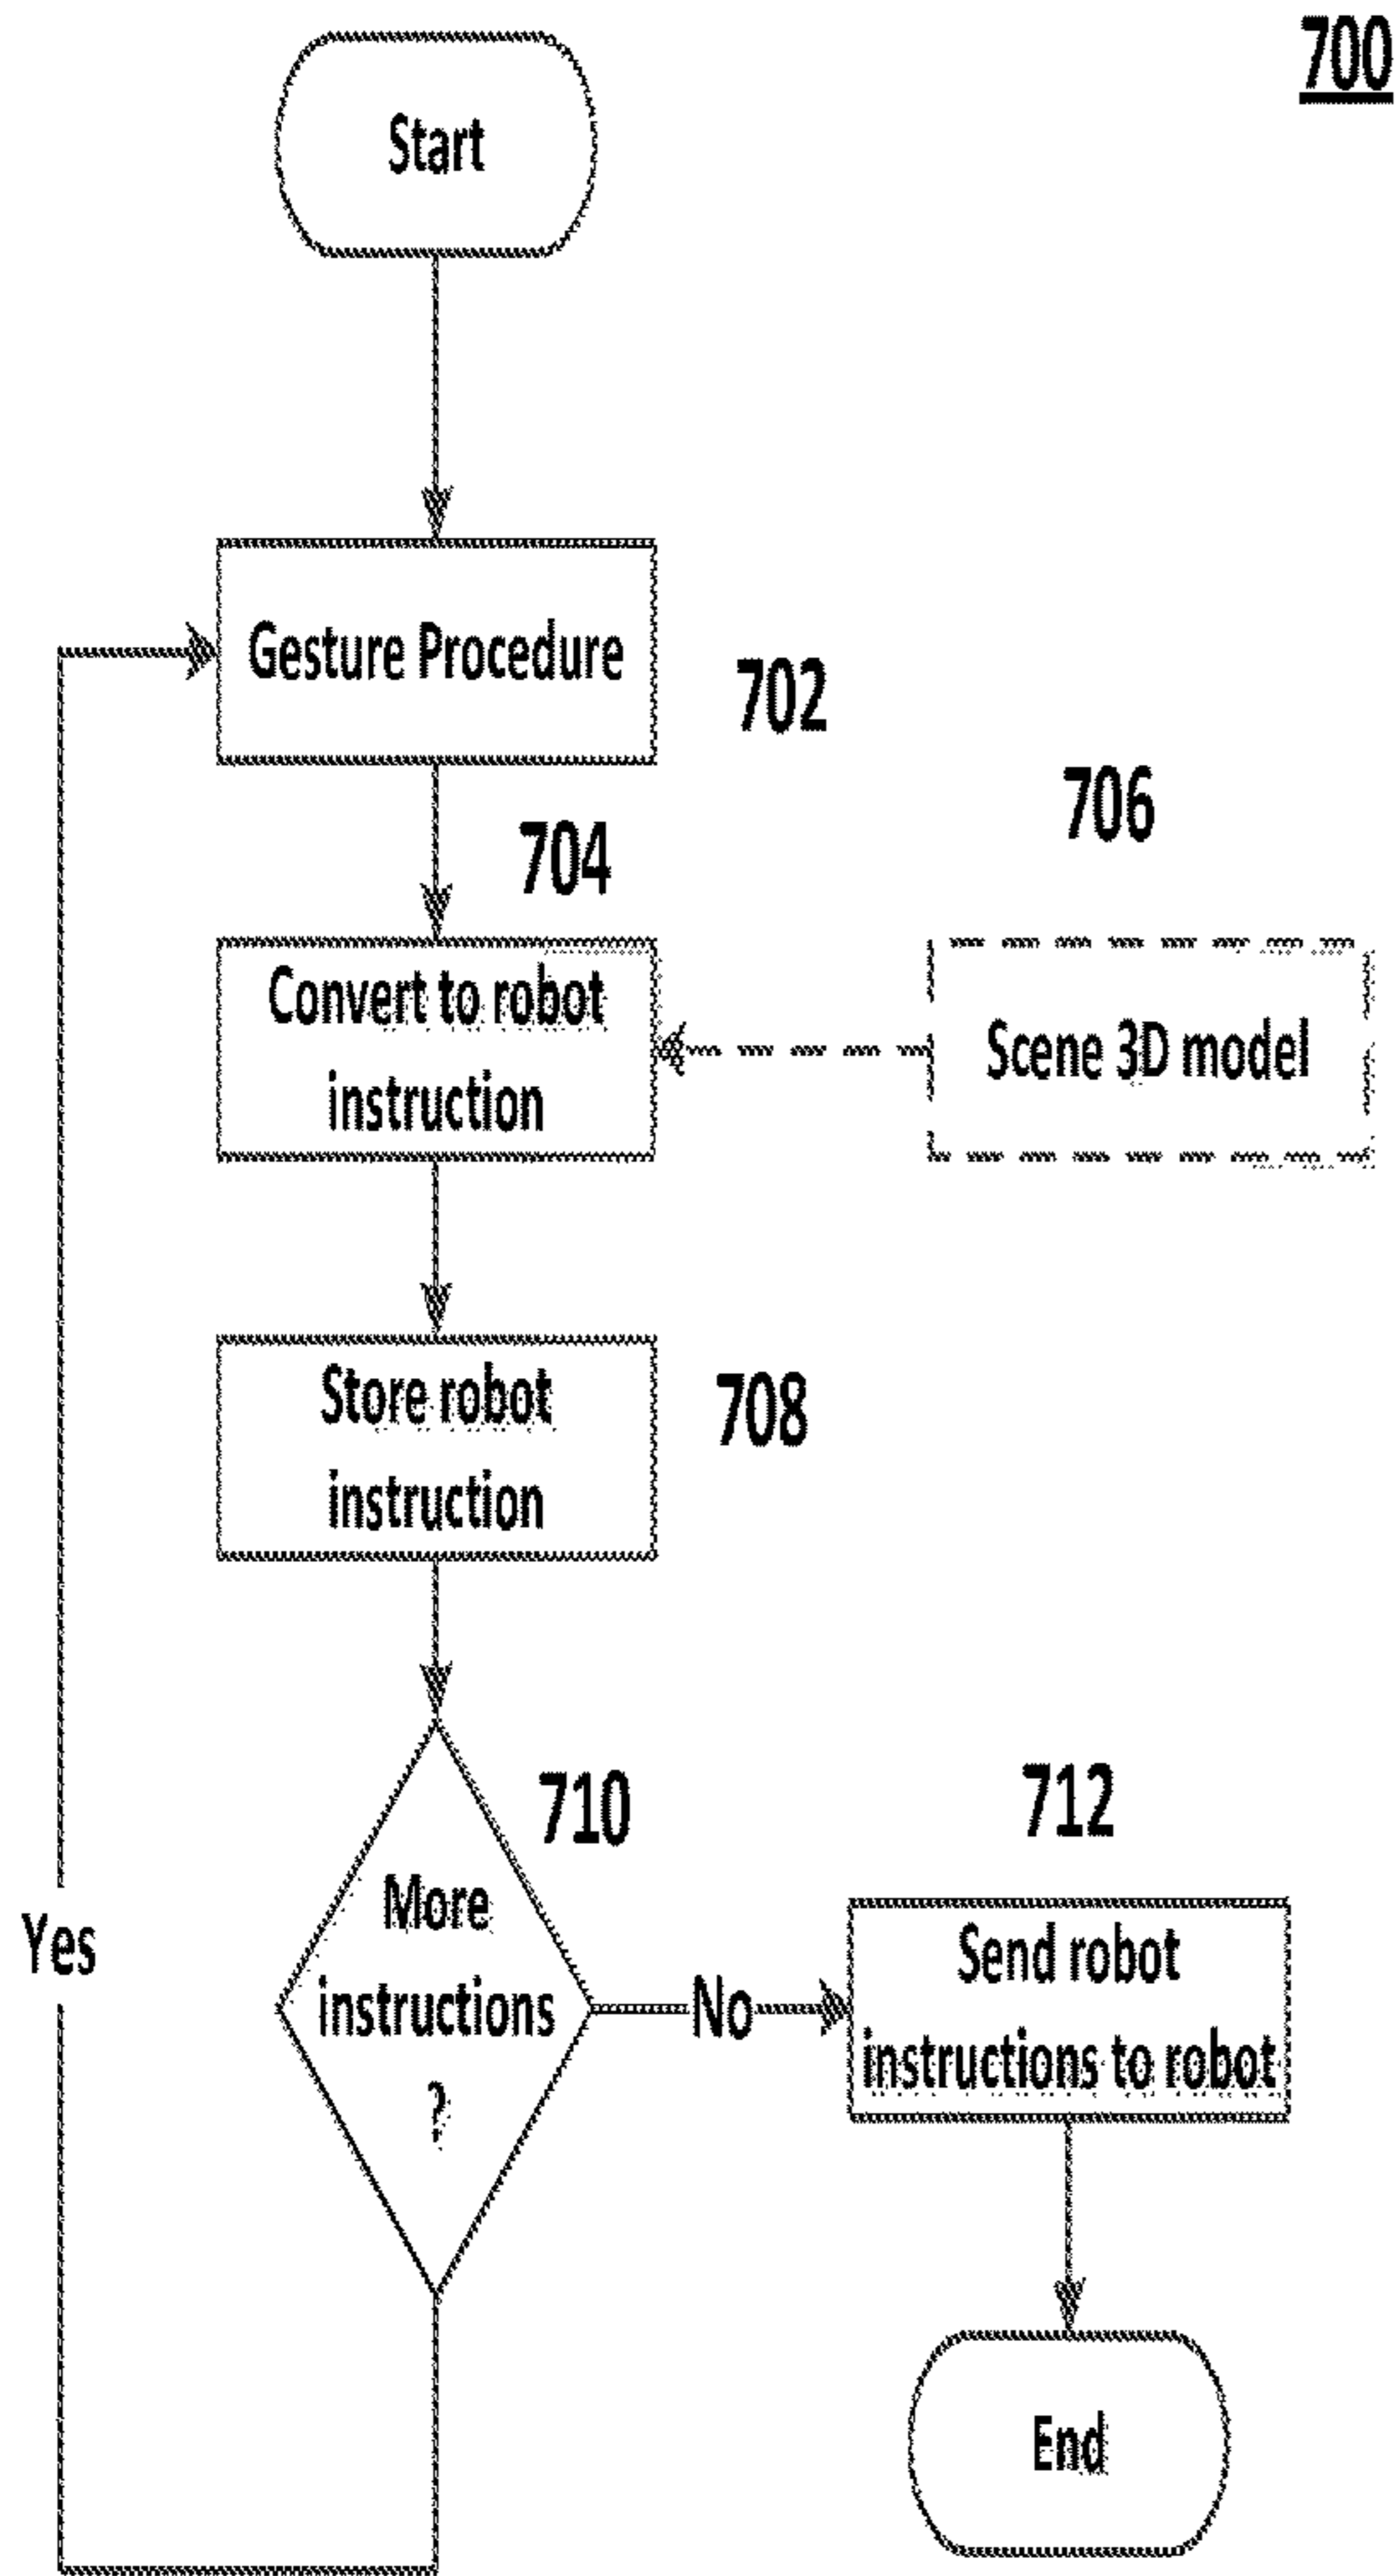 700
Start
Gesture Procedure
702
704
706
Convert to robot
instruction
Scene 3D model
Store robot
instruction
708
710
712
More
instructions
?
Yes
No
Send robot
instructions to robot
End